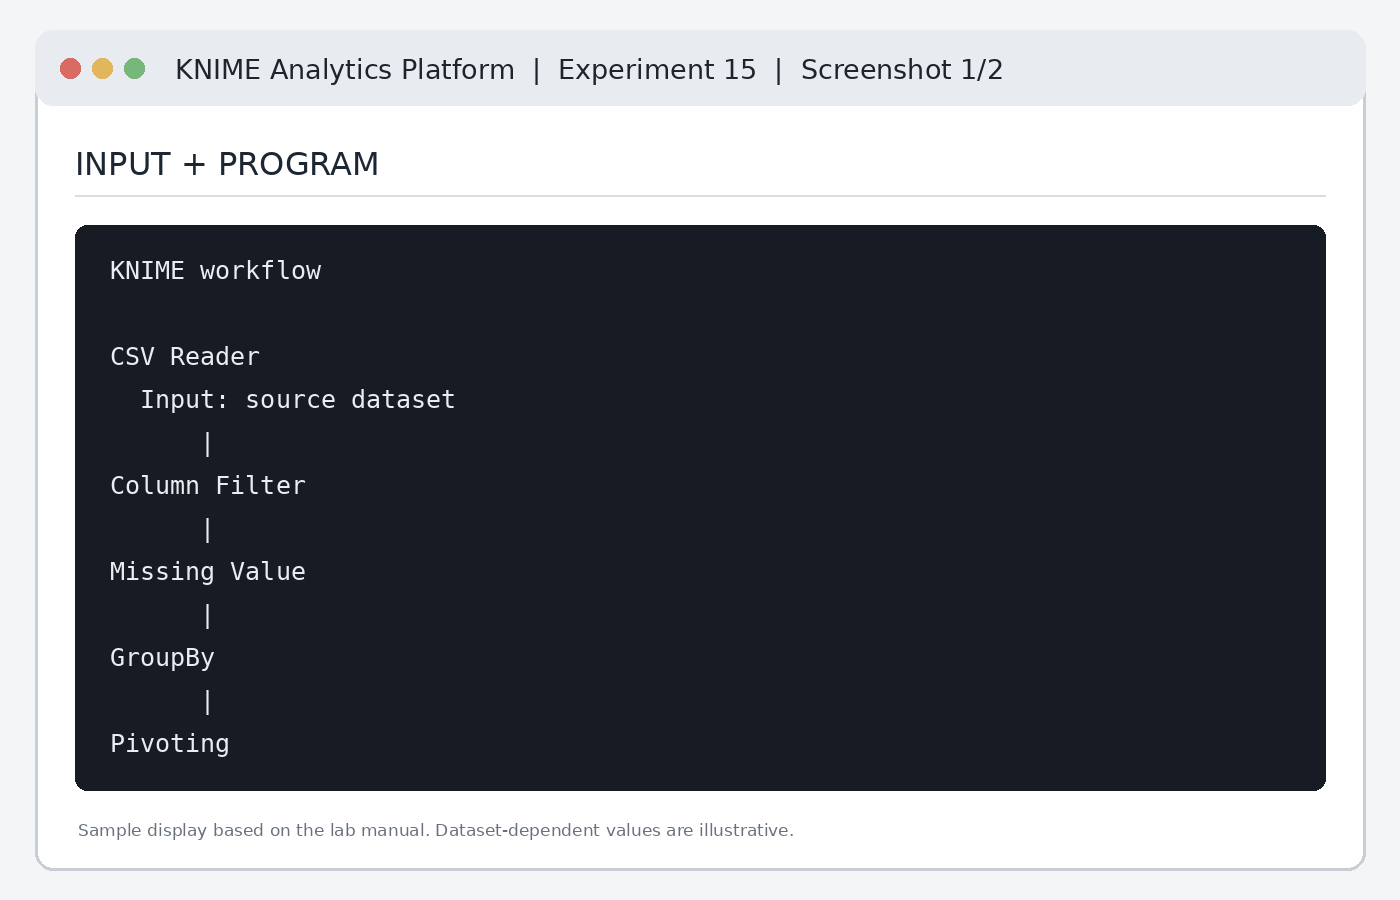 KNIME Analytics Platform | Experiment 15 | Screenshot 1/2
INPUT + PROGRAM
KNIME workflow
CSV Reader
  Input: source dataset
      |
Column Filter
      |
Missing Value
      |
GroupBy
      |
Pivoting
Sample display based on the lab manual. Dataset-dependent values are illustrative.